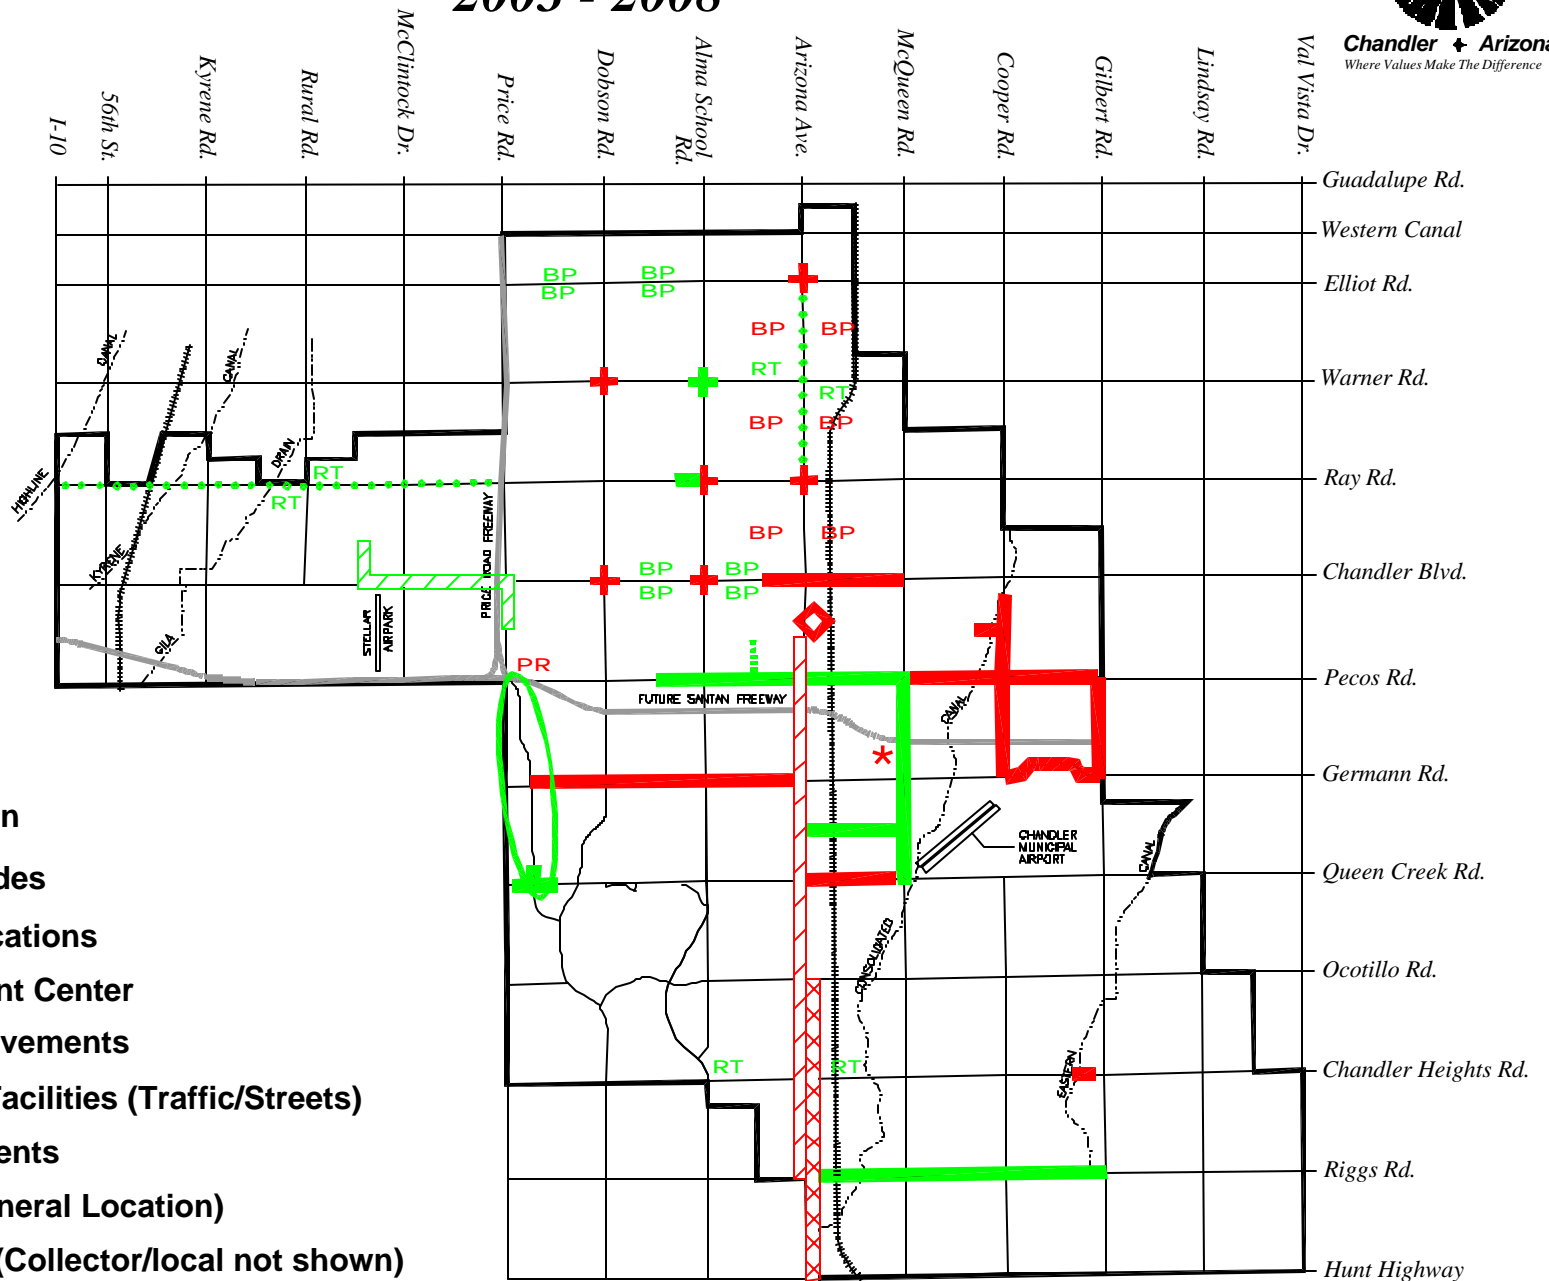 2003 - 2008
Chandler Arizona
Where Values Make The Difference
I-10
56th St.
Kyrene Rd.
Rural Rd.
McClintock Dr.
Price Rd.
Dobson Rd.
Alma School
Rd.
Arizona Ave.
McQueen Rd.
Cooper Rd.
Gilbert Rd.
Lindsay Rd.
Val Vista Dr.
Guadalupe Rd.
Western Canal
Elliot Rd.
Warner Rd.
Ray Rd.
Chandler Blvd.
Pecos Rd.
Germann Rd.
Queen Creek Rd.
Ocotillo Rd.
Chandler Heights Rd.
Riggs Rd.
Hunt Highway
BP BP
BP BP
BP BP
RT
RT
BP BP
RT
RT
BP BP
BP BP
BP BP
PR
RT RT
HIGHLINE
CANAL
CANAL
DRAIN
KYRENE
GILA
STELLAR
AIRPARK
PRICE ROAD FREEWAY
FUTURE SANTAN FREEWAY
CANAL
CHANDLER
MUNICIPAL
AIRPORT
CANAL
CONSOLIDATED
EASTERN
*
n
des
cations
nt Center
vements
Facilities (Traffic/Streets)
ents
neral Location)
(Collector/local not shown)